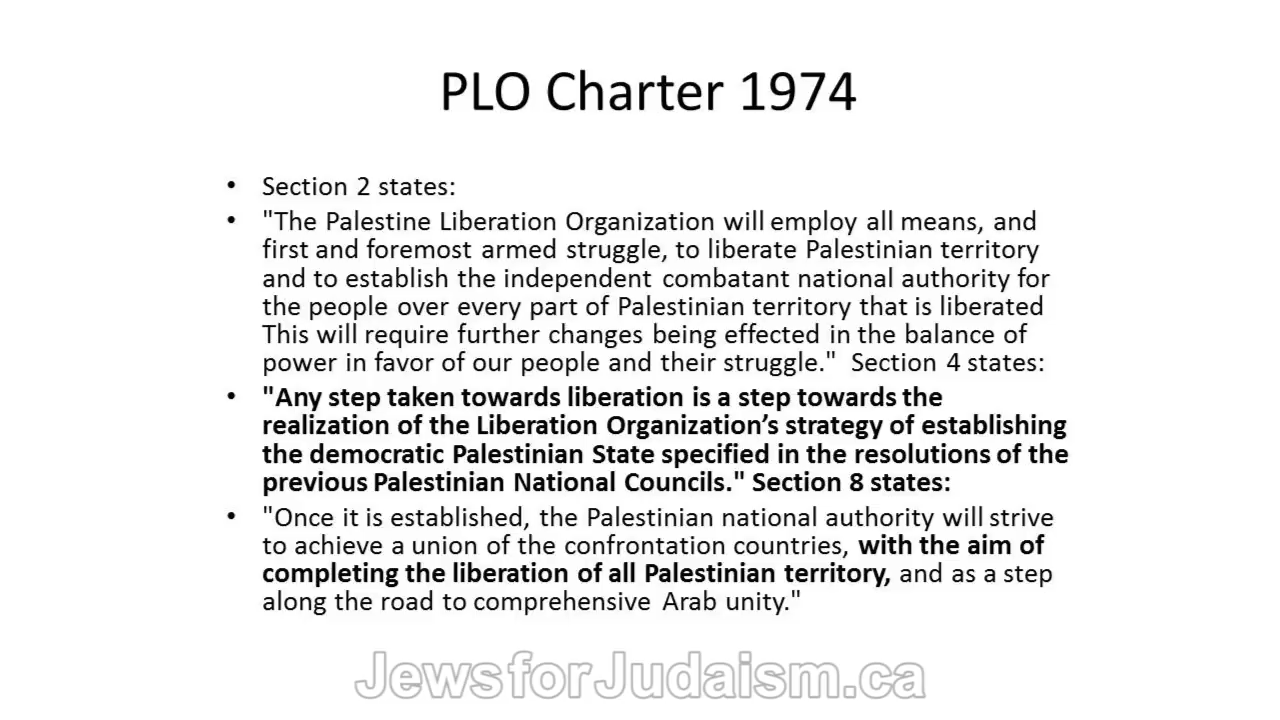 PLO Charter 1974
• Section 2 states:
• "The Palestine Liberation Organization will employ all means, and
first and foremost armed struggle, to liberate Palestinian territory
and to establish the independent combatant national authority for
the people over every part of Palestinian territory that is liberated
This will require further changes being effected in the balance of
power in favor of our people and their struggle." Section 4 states:
• "Any step taken towards liberation is a step towards the
realization of the Liberation Organization’s strategy of establishing
the democratic Palestinian State specified in the resolutions of the
previous Palestinian National Councils." Section 8 states:
• "Once it is established, the Palestinian national authority will strive
to achieve a union of the confrontation countries, with the aim of
completing the liberation of all Palestinian territory, and as a step
along the road to comprehensive Arab unity."
JewsforJudaism.ca